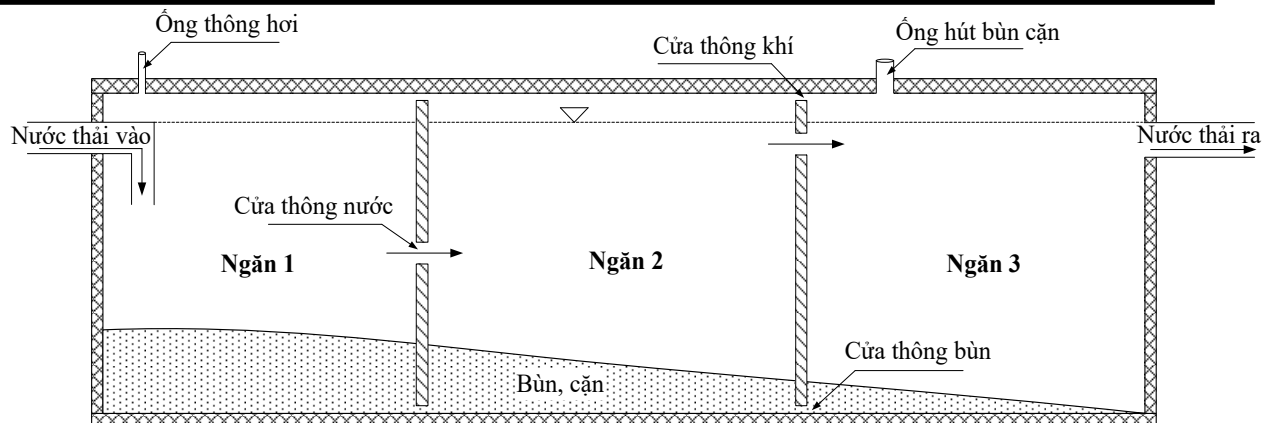 Ống thông hơi
Cửa thông khí
Ống hút bùn cặn
Nước thải vào
Nước thải ra
Cửa thông nước
Ngăn 1
Ngăn 2
Ngăn 3
Cửa thông bùn
Bùn, cặn